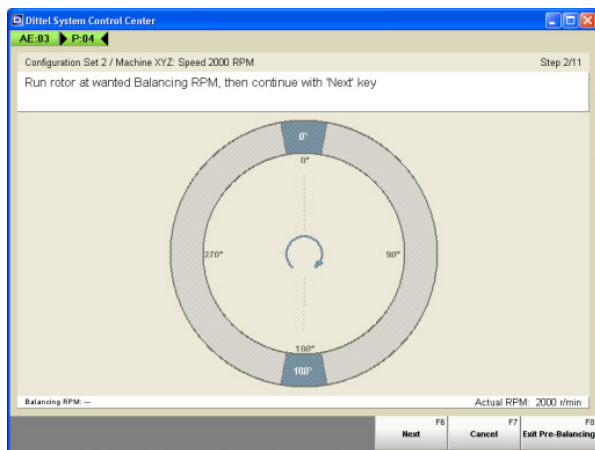 Dittel System Control Center
AE:03 P:04
Configuration Set 2 / Machine XYZ: Speed 2000 RPM Step 2/11
Run rotor at wanted Balancing RPM, then continue with 'Next' key
0°
0°
270° 90°
180°
180°
Balancing RPM: --- Actual RPM: 2000 r/min
F6 F7 F8
Next Cancel Exit Pre-Balancing